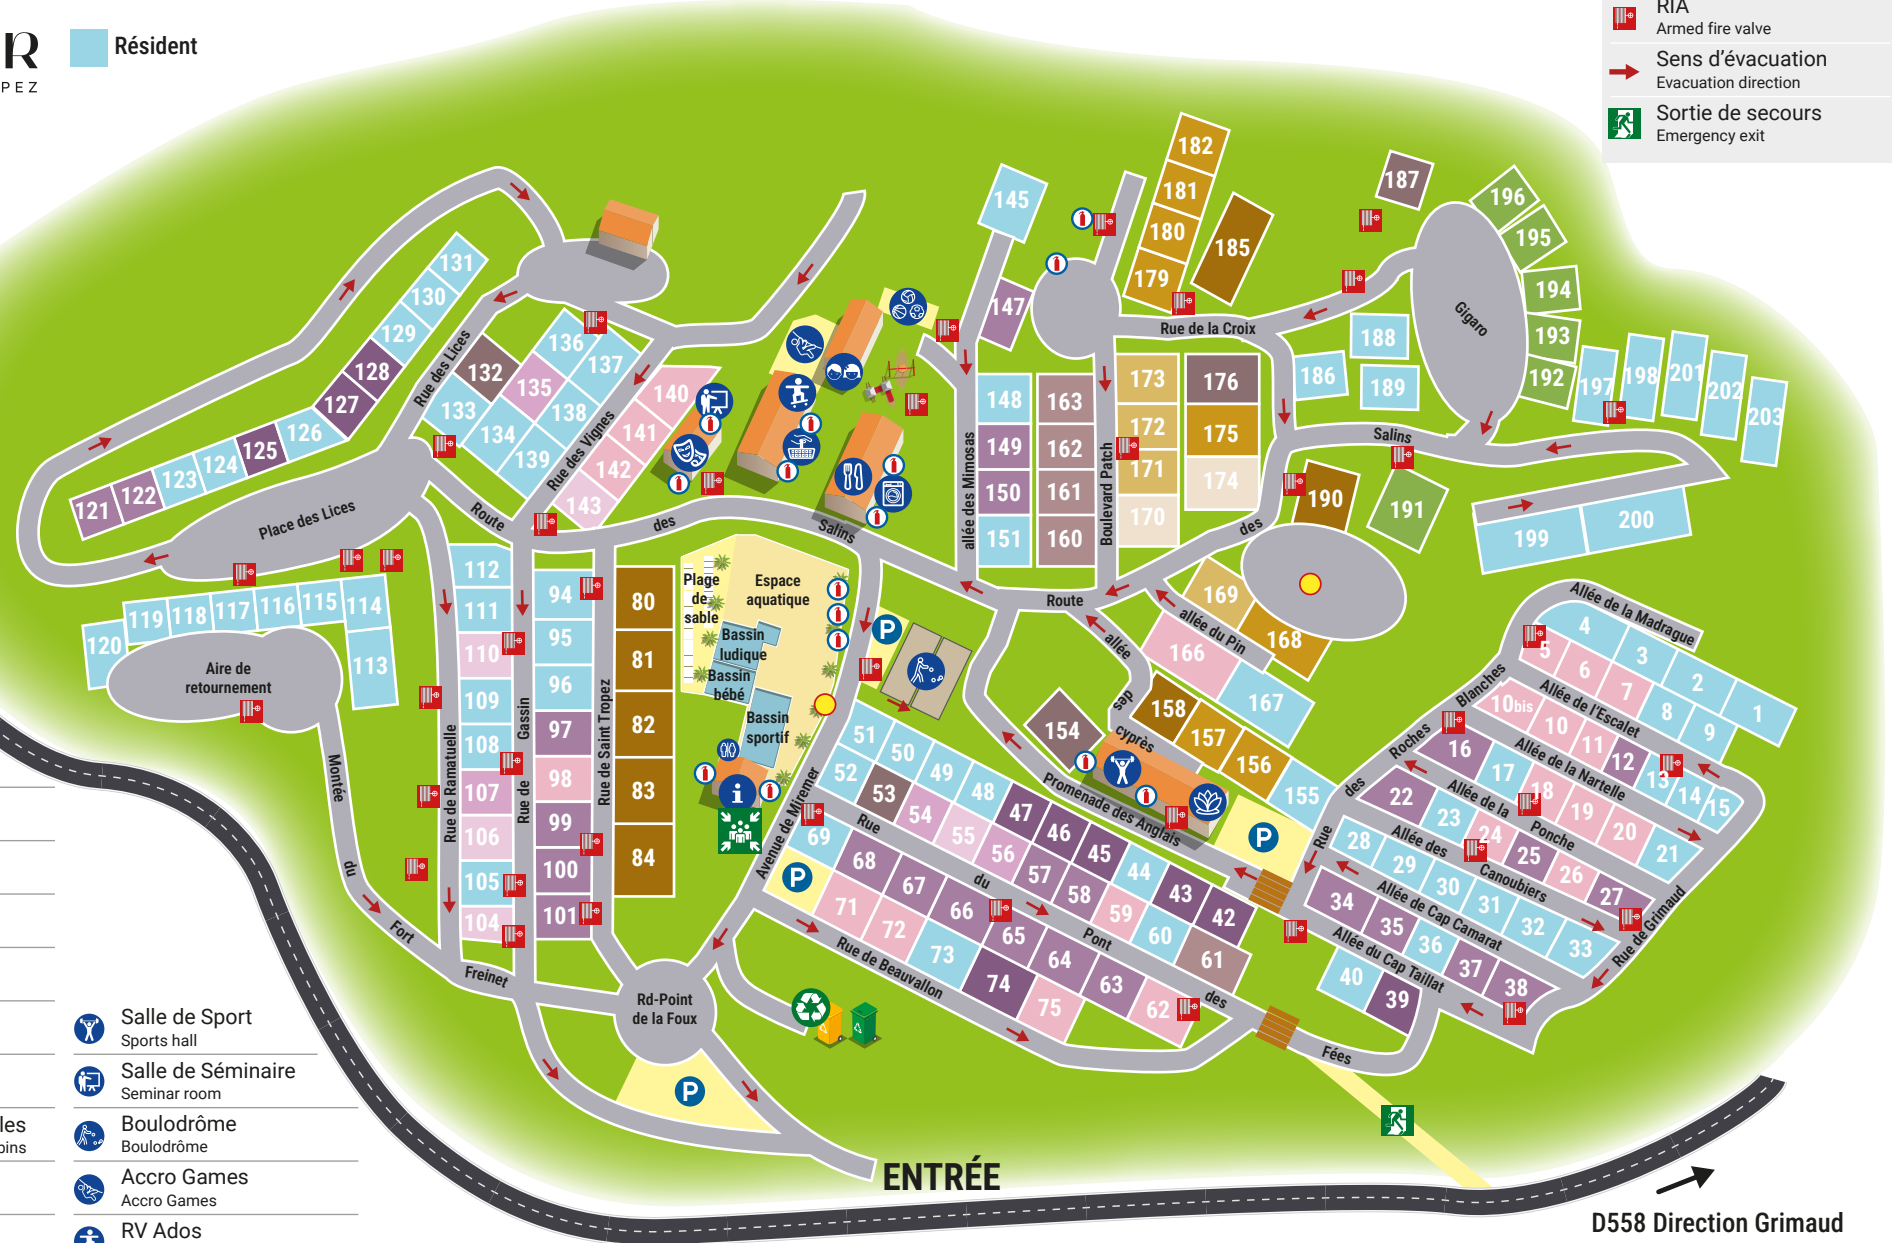 R
PEZ
Résident
RIA
Armed fire valve
Sens d'évacuation
Evacuation direction
Sortie de secours
Emergency exit
182
181
180
179
185
187
196
195
194
193
192
145
147
Rue de la Croix
Gigaro
188
186
189
197
198
201
202
203
131
130
129
128
127
126
125
124
123
122
121
Rue des Lices
136
137
132
135
138
133
134
139
Rue des Vignes
140
141
142
143
Place des Lices
Route
des
Salins
allée des Mimosas
148
149
150
151
163
162
161
160
Boulevard Patch
173
172
171
170
176
175
174
Salins
des
190
191
199
200
Route
120
119
118
117
116
115
114
113
Aire de
retournement
112
111
110
109
108
107
106
105
104
Rue de Ramatuelle
94
95
96
97
98
99
100
101
Rue de
Gassin
Rue de Saint Tropez
80
81
82
83
84
Plage
de
sable
Espace
aquatique
Bassin
ludique
Bassin
bébé
Bassin
sportif
P
i
169
168
allée du Pin
166
167
allée
des
cyprès
154
158
157
156
155
Promenade des Anglais
P
Avenue de Miremer
51
50
49
48
47
46
45
44
43
42
52
53
54
55
56
57
58
59
60
61
Rue
du
Pont
des
Fées
69
68
67
66
65
64
63
62
P
71
72
73
74
75
Rue de Beauvallon
Allée de la Madrague
4
3
2
1
5
6
7
8
9
Allée de l'Escalet
10bis
10
11
12
13
14
15
Allée de la Nartelle
16
17
18
19
20
21
Allée de la
Ponche
22
23
24
25
26
27
Allée des
Canoubiers
28
29
30
31
32
33
Allée de Cap Camarat
34
35
36
37
38
Allée du Cap Taillat
40
39
Rue
des
Roches
Blanches
Rue de Grimaud
Montée
du
Fort
Freinet
Rd-Point
de la Foux
P
ENTRÉE
D558 Direction Grimaud
Salle de Sport
Sports hall
Salle de Séminaire
Seminar room
les
bins
Boulodrôme
Boulodrôme
Accro Games
Accro Games
RV Ados